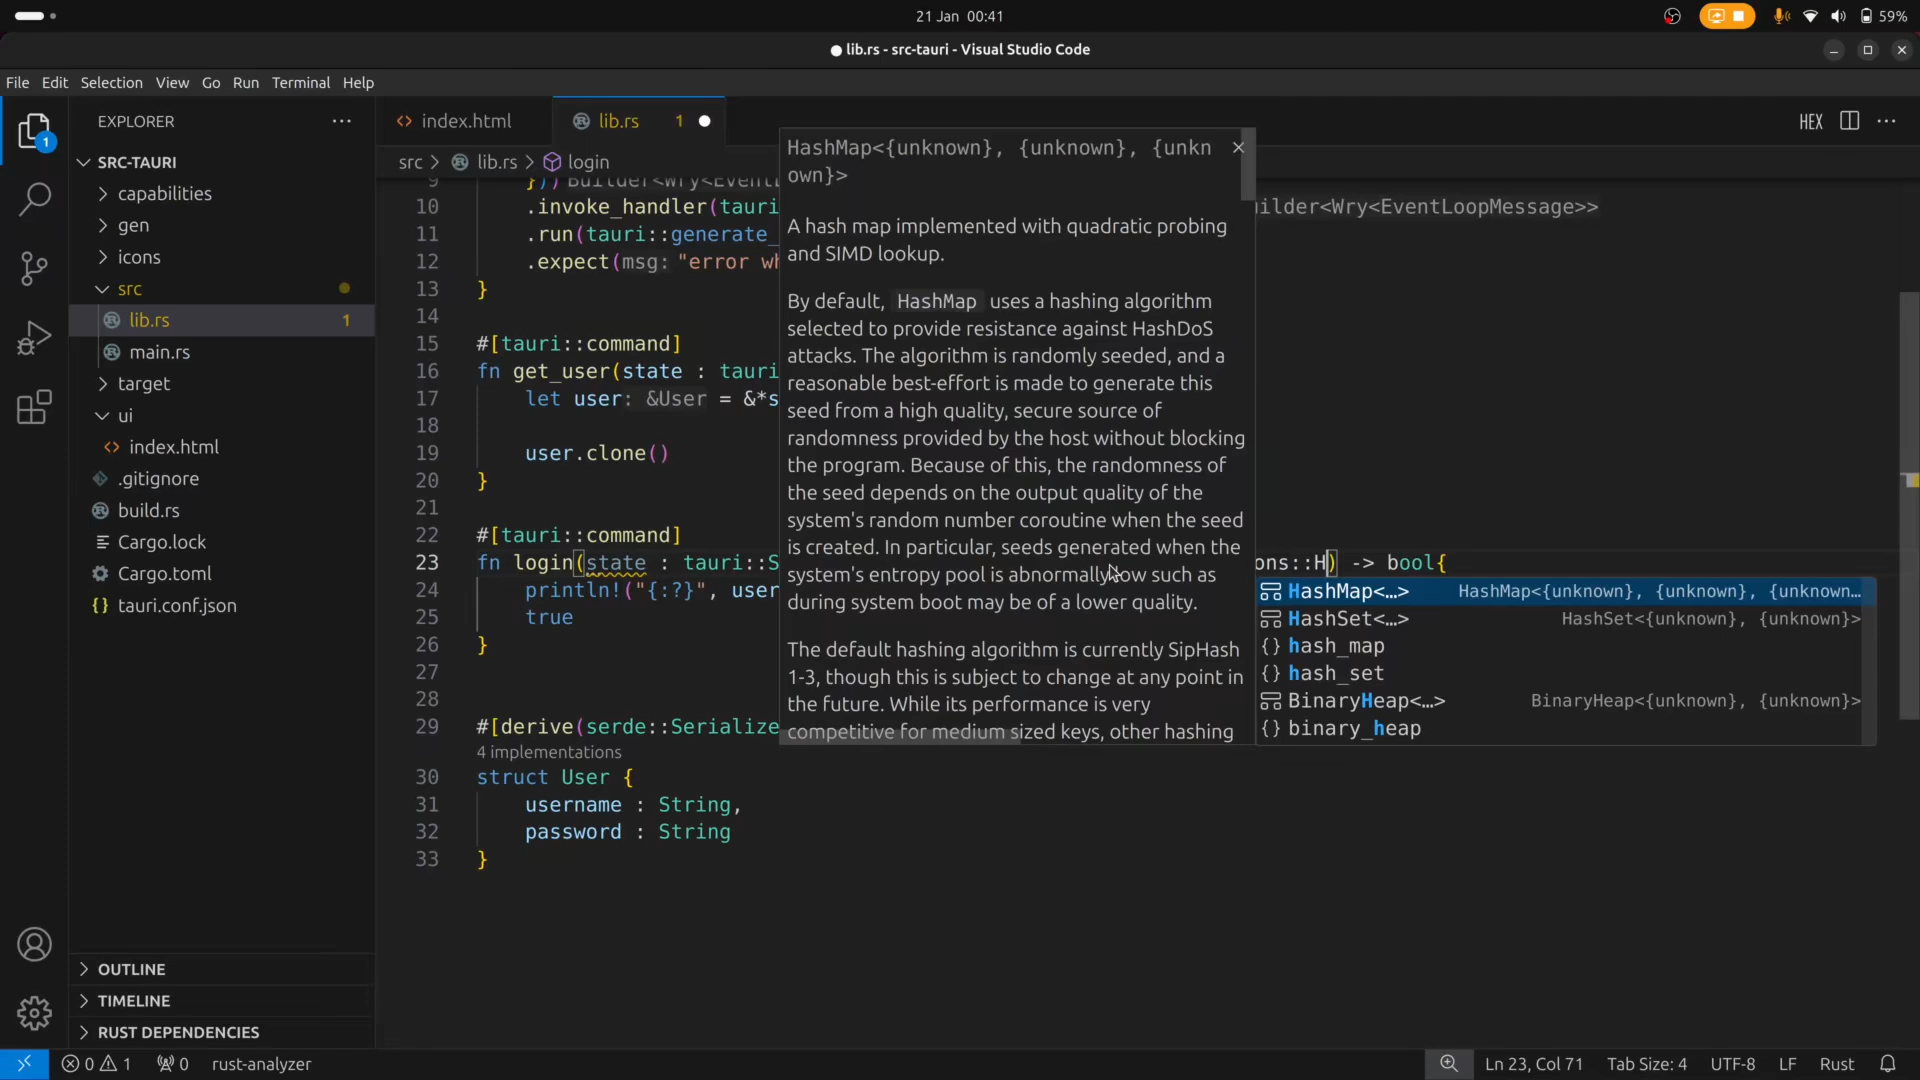 21 Jan 00:41
59%
lib.rs - src-tauri - Visual Studio Code
File Edit Selection View Go Run Terminal Help
EXPLORER
1
SRC-TAURI
capabilities
gen
icons
src
lib.rs 1
main.rs
target
ui
index.html
.gitignore
build.rs
Cargo.lock
Cargo.toml
tauri.conf.json
OUTLINE
TIMELINE
RUST DEPENDENCIES
index.html
lib.rs 1
HEX
src > lib.rs > login
9 })) Builder<Wry<EventL
10 .invoke_handler(tauri
uilder<Wry<EventLoopMessage>>
11 .run(tauri::generate_
12 .expect(msg: "error wh
13 }
14
15 #[tauri::command]
16 fn get_user(state : tauri
17 let user: &User = &*s
18
19 user.clone()
20 }
21
22 #[tauri::command]
23 fn login(state : tauri::S
ons::H) -> bool{
24 println!("{:?}", user
25 true
26 }
27
28
29 #[derive(serde::Serialize
4 implementations
30 struct User {
31 username : String,
32 password : String
33 }
HashMap<{unknown}, {unknown}, {unkn
own}>
A hash map implemented with quadratic probing
and SIMD lookup.
By default, HashMap uses a hashing algorithm
selected to provide resistance against HashDoS
attacks. The algorithm is randomly seeded, and a
reasonable best-effort is made to generate this
seed from a high quality, secure source of
randomness provided by the host without blocking
the program. Because of this, the randomness of
the seed depends on the output quality of the
system's random number coroutine when the seed
is created. In particular, seeds generated when the
system's entropy pool is abnormally low such as
during system boot may be of a lower quality.
The default hashing algorithm is currently SipHash
1-3, though this is subject to change at any point in
the future. While its performance is very
competitive for medium sized keys, other hashing
HashMap<…> HashMap<{unknown}, {unknown}, {unknown…
HashSet<…> HashSet<{unknown}, {unknown}>
hash_map
hash_set
BinaryHeap<…> BinaryHeap<{unknown}, {unknown}>
binary_heap
0 1 0 rust-analyzer
Ln 23, Col 71 Tab Size: 4 UTF-8 LF Rust